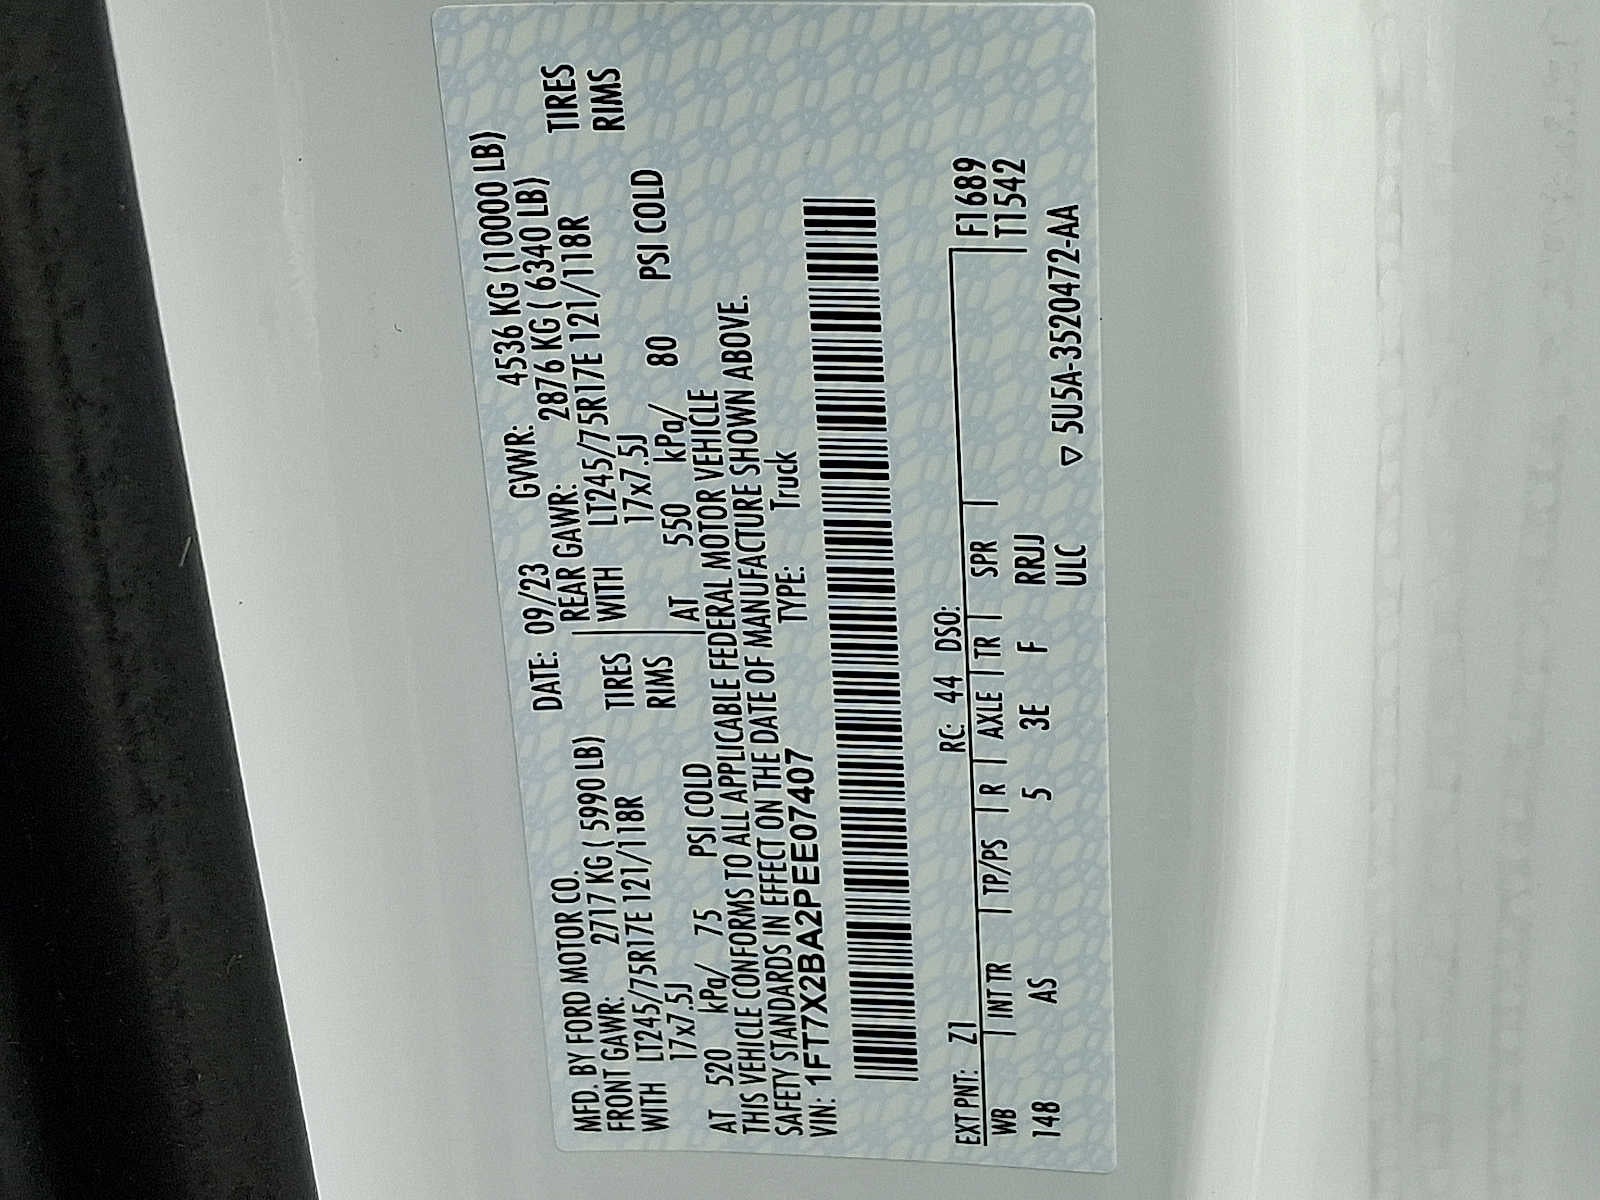 MFD. BY FORD MOTOR CO. DATE: 09/23 GVWR: 4536 KG (10000 LB)
FRONT GAWR: 2717 KG ( 5990 LB) REAR GAWR: 2876 KG ( 6340 LB)
WITH LT245/75R17E 121/118R TIRES WITH LT245/75R17E 121/118R TIRES
17x7.5J RIMS 17x7.5J RIMS
AT 520 kPa/ 75 PSI COLD AT 550 kPa/ 80 PSI COLD
THIS VEHICLE CONFORMS TO ALL APPLICABLE FEDERAL MOTOR VEHICLE
SAFETY STANDARDS IN EFFECT ON THE DATE OF MANUFACTURE SHOWN ABOVE.
VIN: 1FT7X2BA2PEE07407 TYPE: Truck
EXT PNT: Z1 RC: 44 DSO: F1689
WB | INT TR | TP/PS | R | AXLE | TR | SPR | T1542
148 AS 5 3E F RRJJ
ULC ▽ 5U5A-3520472-AA